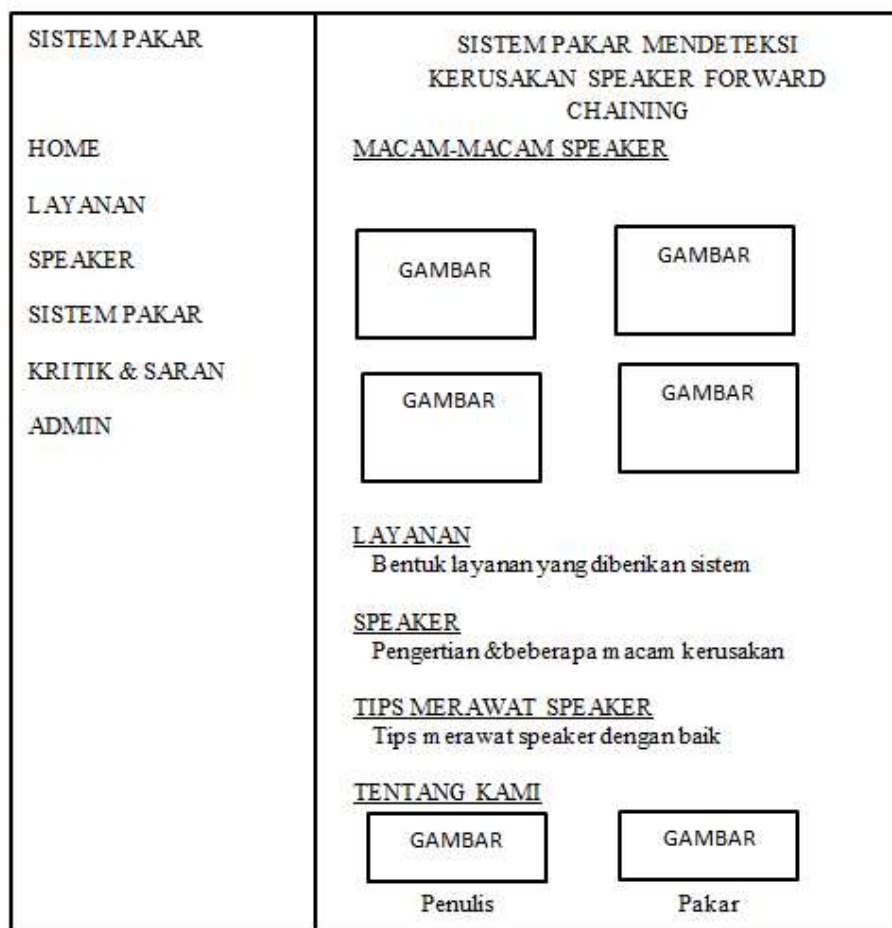 SISTEM PAKAR
HOME
LAYANAN
SPEAKER
SISTEM PAKAR
KRITIK & SARAN
ADMIN
SISTEM PAKAR MENDETEKSI
KERUSAKAN SPEAKER FORWARD
CHAINING
MACAM-MACAM SPEAKER
GAMBAR
GAMBAR
GAMBAR
GAMBAR
LAYANAN
Bentuk layanan yang diberikan sistem
SPEAKER
Pengertian &beberapa macam kerusakan
TIPS MERAWAT SPEAKER
Tips merawat speaker dengan baik
TENTANG KAMI
GAMBAR
GAMBAR
Penulis
Pakar